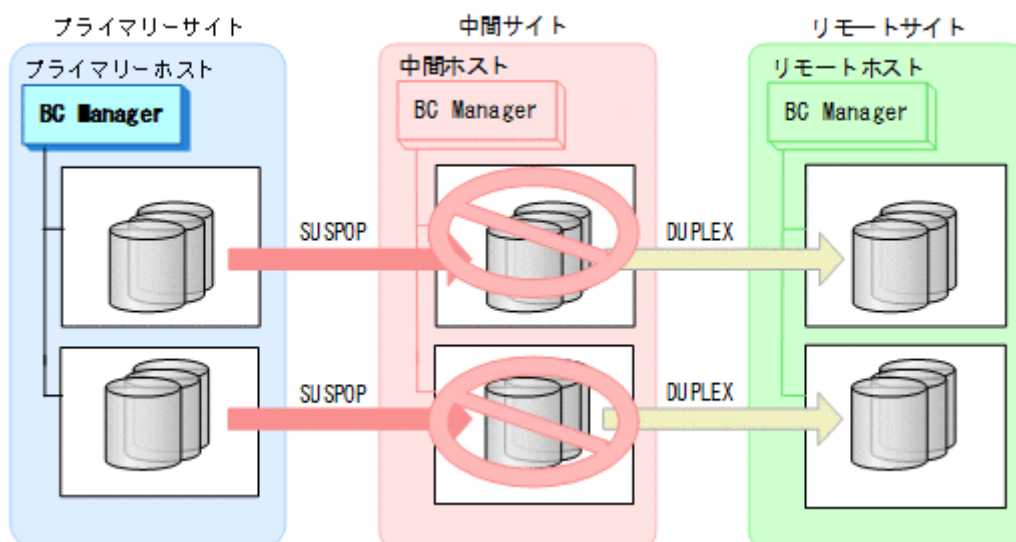 プライマリーサイト
中間サイト
リモートサイト
プライマリーホスト
中間ホスト
リモートホスト
BC Manager
BC Manager
BC Manager
SUSPOP
DUPLEX
SUSPOP
DUPLEX